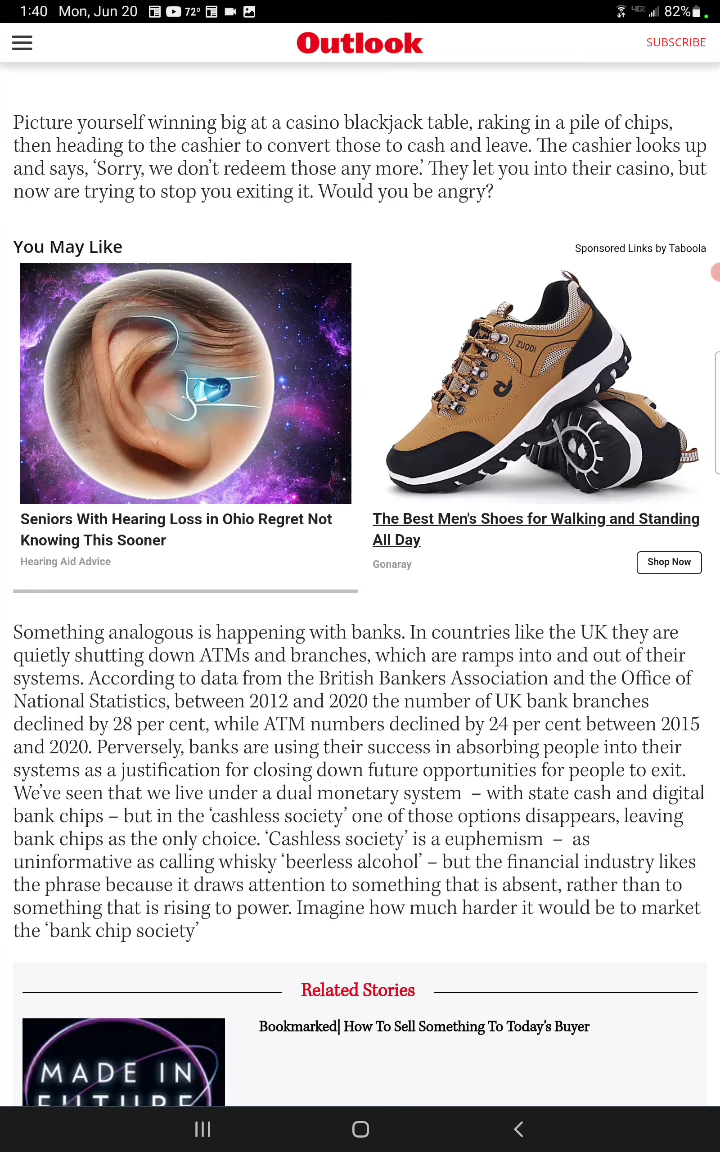 1:40 Mon, Jun 20 72° 82%
Outlook
SUBSCRIBE
Picture yourself winning big at a casino blackjack table, raking in a pile of chips,
then heading to the cashier to convert those to cash and leave. The cashier looks up
and says, ‘Sorry, we don’t redeem those any more.’ They let you into their casino, but
now are trying to stop you exiting it. Would you be angry?
You May Like
Sponsored Links by Taboola
ZUODI
Seniors With Hearing Loss in Ohio Regret Not
Knowing This Sooner
Hearing Aid Advice
The Best Men's Shoes for Walking and Standing
All Day
Gonaray
Shop Now
Something analogous is happening with banks. In countries like the UK they are
quietly shutting down ATMs and branches, which are ramps into and out of their
systems. According to data from the British Bankers Association and the Office of
National Statistics, between 2012 and 2020 the number of UK bank branches
declined by 28 per cent, while ATM numbers declined by 24 per cent between 2015
and 2020. Perversely, banks are using their success in absorbing people into their
systems as a justification for closing down future opportunities for people to exit.
We’ve seen that we live under a dual monetary system – with state cash and digital
bank chips – but in the ‘cashless society’ one of those options disappears, leaving
bank chips as the only choice. ‘Cashless society’ is a euphemism – as
uninformative as calling whisky ‘beerless alcohol’ – but the financial industry likes
the phrase because it draws attention to something that is absent, rather than to
something that is rising to power. Imagine how much harder it would be to market
the ‘bank chip society’
Related Stories
Bookmarked| How To Sell Something To Today’s Buyer
MADE IN
FUTURE